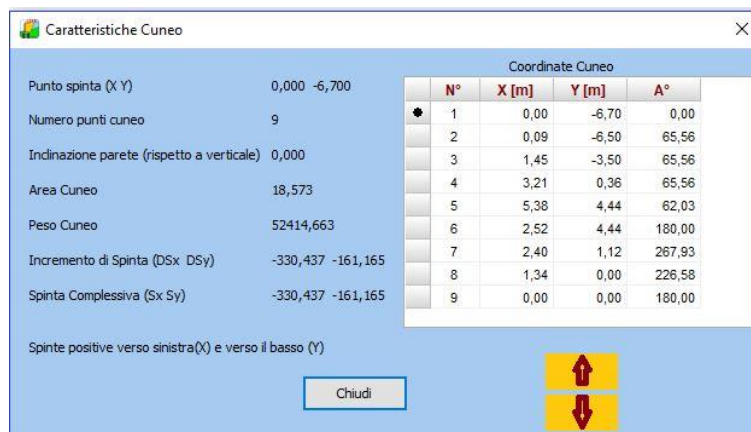 Caratteristiche Cuneo
Coordinate Cuneo
Punto spinta (X Y) 0,000 -6,700
Numero punti cuneo 9
Inclinazione parete (rispetto a verticale) 0,000
Area Cuneo 18,573
Peso Cuneo 52414,663
Incremento di Spinta (DSx DSy) -330,437 -161,165
Spinta Complessiva (Sx Sy) -330,437 -161,165
Spinte positive verso sinistra(X) e verso il basso (Y)
N° X [m] Y [m] A°
1 0,00 -6,70 0,00
2 0,09 -6,50 65,56
3 1,45 -3,50 65,56
4 3,21 0,36 65,56
5 5,38 4,44 62,03
6 2,52 4,44 180,00
7 2,40 1,12 267,93
8 1,34 0,00 226,58
9 0,00 0,00 180,00
Chiudi